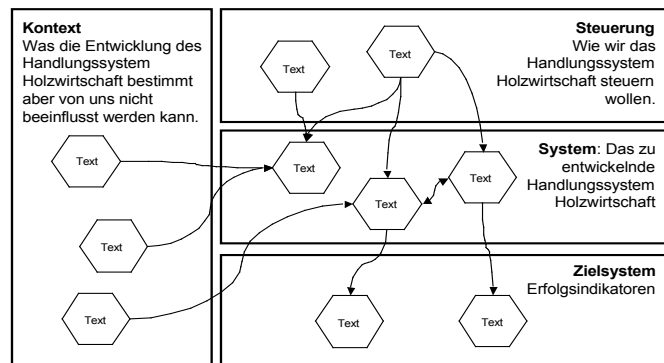 Kontext
Was die Entwicklung des
Handlungssystem
Holzwirtschaft bestimmt
aber von uns nicht
beeinflusst werden kann.
Text
Text
Text
Steuerung
Wie wir das
Handlungssystem
Holzwirtschaft steuern
wollen.
Text
Text
System: Das zu
entwickelnde
Handlungssystem
Holzwirtschaft
Text
Text
Text
Zielsystem
Erfolgsindikatoren
Text
Text